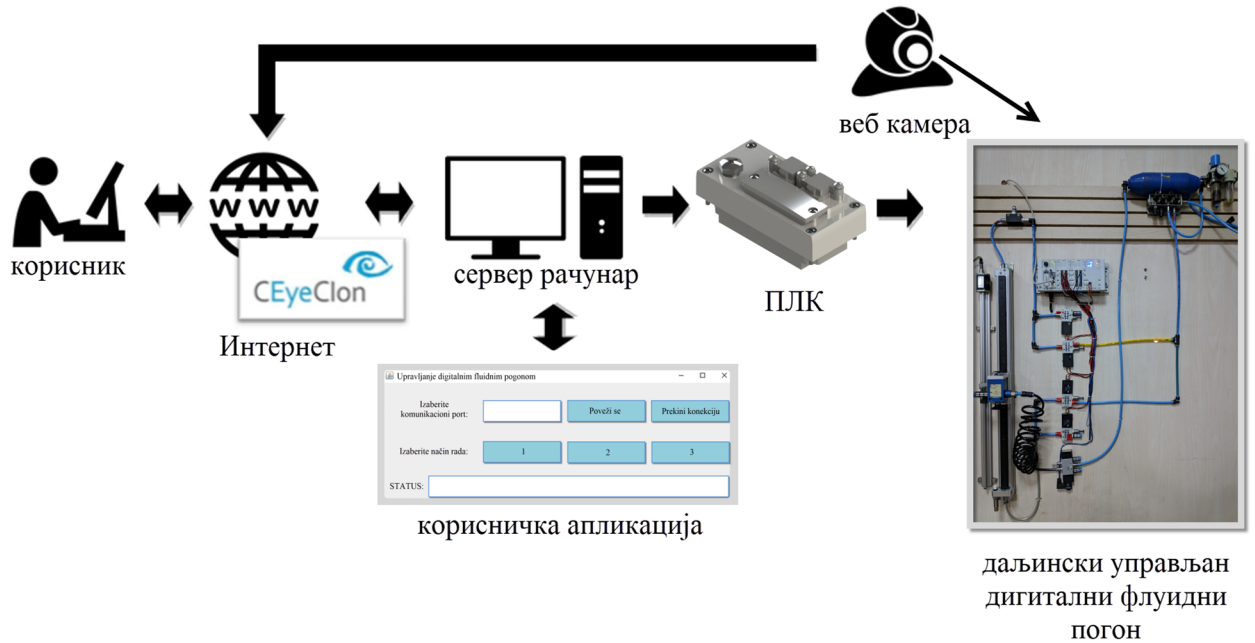 веб камера
WWW
CEyeClon
корисник
Интернет
сервер рачунар
ПЛК
Upravljanje digitalnim fluidnim pogonom
Izaberite
komunikacioni port:
Poveži se
Prekini konekciju
Izaberite način rada:
1
2
3
STATUS:
корисничка апликација
даљински управљан
дигитални флуидни
погон